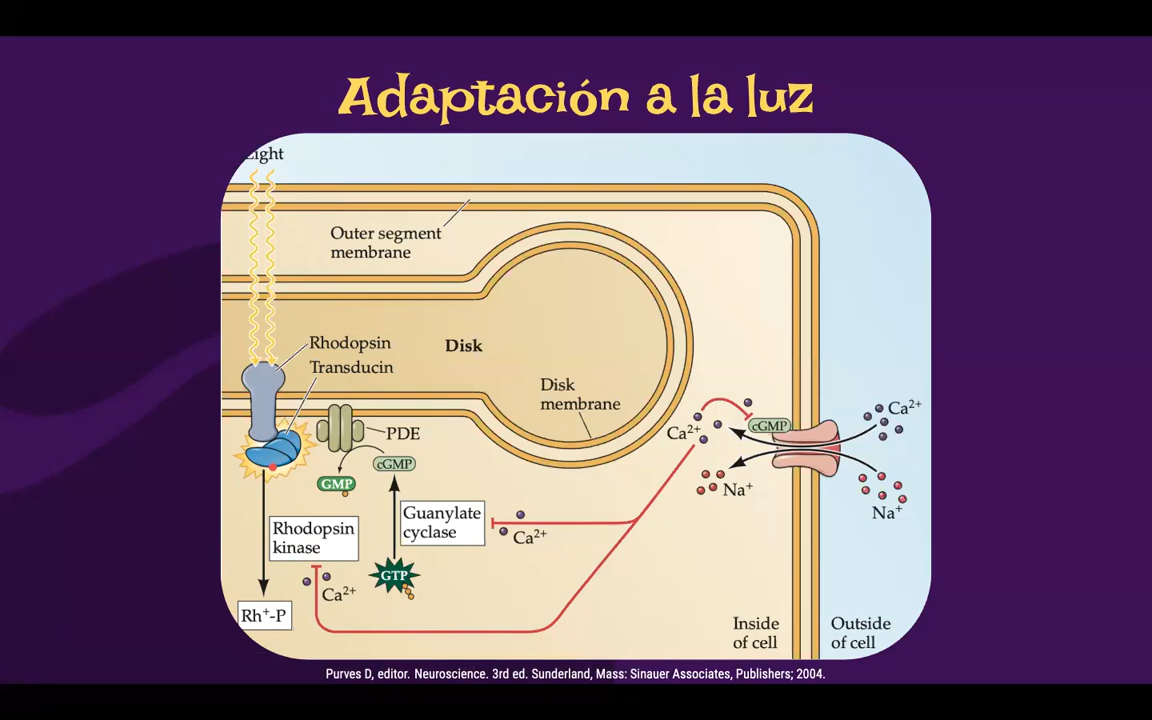 Adaptación a la luz
Light
Outer segment
membrane
Rhodopsin
Transducin
Disk
Disk
membrane
PDE
cGMP
GMP
Guanylate
cyclase
Rhodopsin
kinase
GTP
Ca²⁺
Ca²⁺
Rh⁺-P
Ca²⁺
cGMP
Na⁺
Ca²⁺
Na⁺
Inside
of cell
Outside
of cell
Purves D, editor. Neuroscience. 3rd ed. Sunderland, Mass: Sinauer Associates, Publishers; 2004.